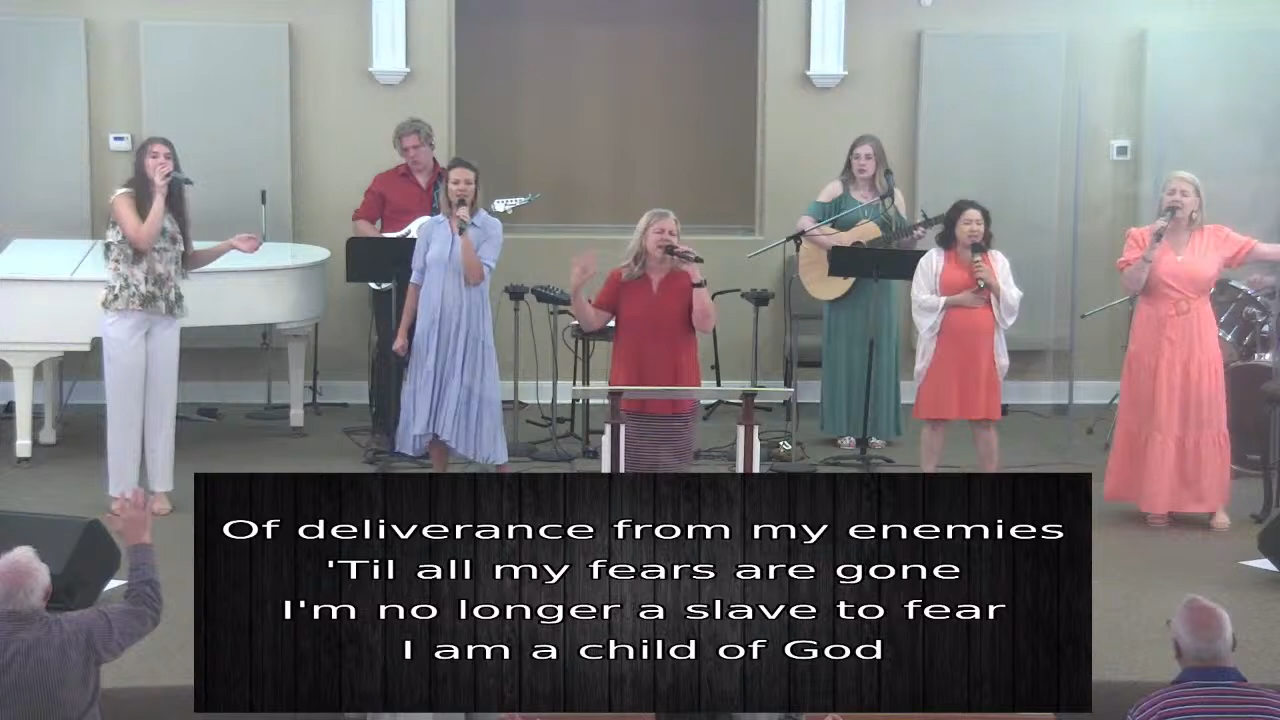 Of deliverance from my enemies
'Til all my fears are gone
I'm no longer a slave to fear
I am a child of God